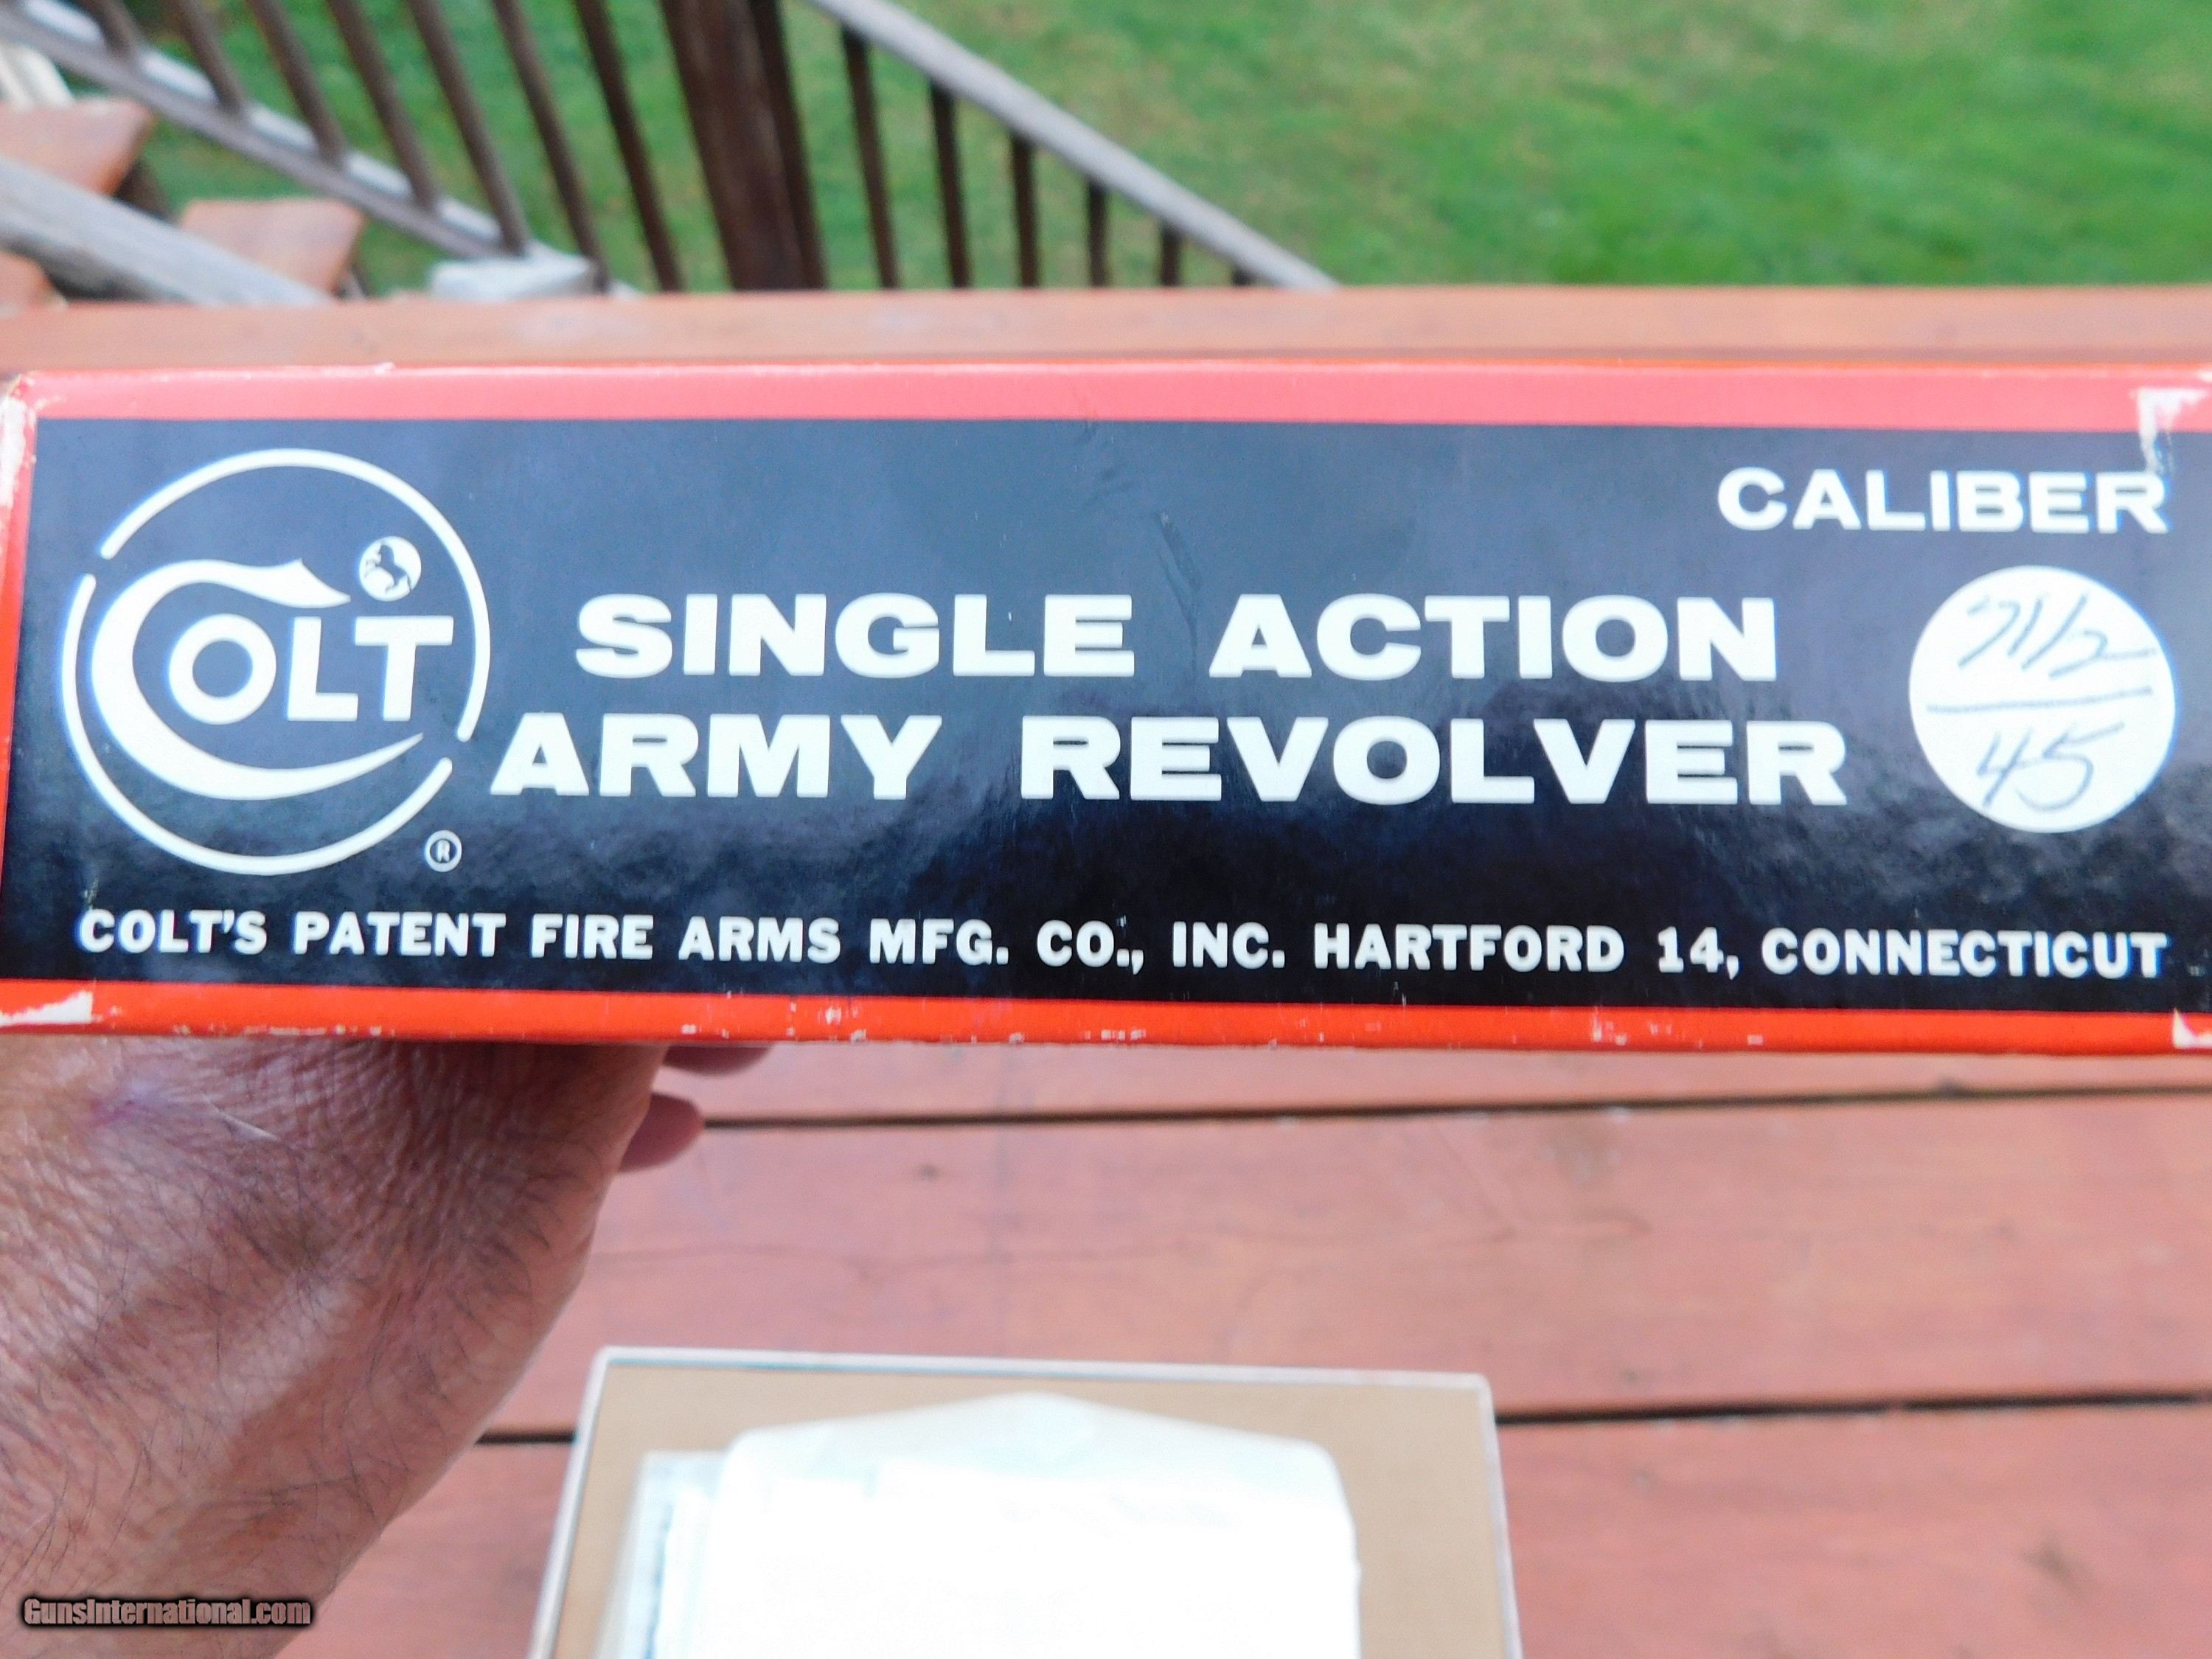 CALIBER
COLT
SINGLE ACTION
ARMY REVOLVER
7 1/2
45
®
COLT'S PATENT FIRE ARMS MFG. CO., INC. HARTFORD 14, CONNECTICUT
GunsInternational.com